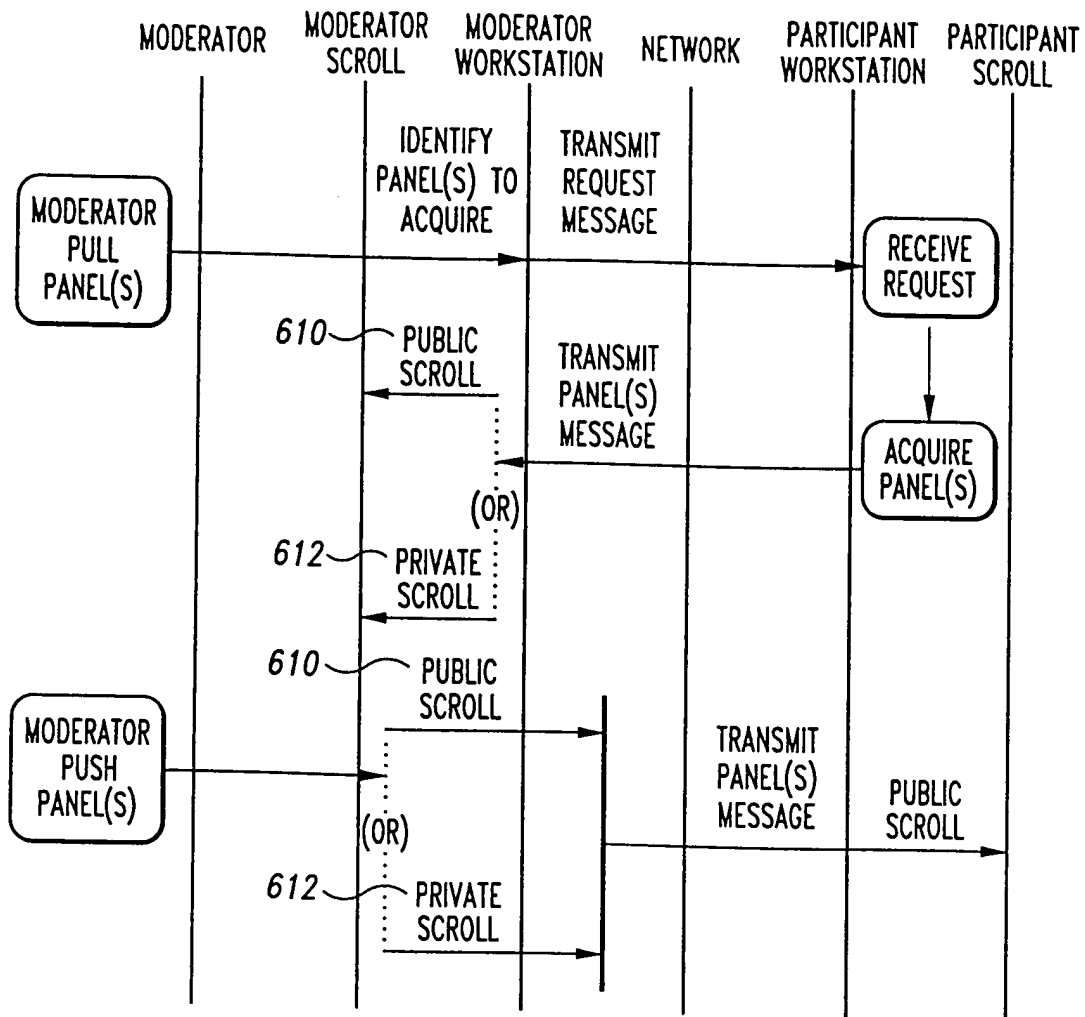 MODERATOR
MODERATOR
SCROLL
MODERATOR
WORKSTATION
NETWORK
PARTICIPANT
WORKSTATION
PARTICIPANT
SCROLL
MODERATOR
PULL
PANEL(S)
IDENTIFY
PANEL(S) TO
ACQUIRE
TRANSMIT
REQUEST
MESSAGE
RECEIVE
REQUEST
610
PUBLIC
SCROLL
TRANSMIT
PANEL(S)
MESSAGE
ACQUIRE
PANEL(S)
(OR)
612
PRIVATE
SCROLL
610
PUBLIC
SCROLL
MODERATOR
PUSH
PANEL(S)
TRANSMIT
PANEL(S)
MESSAGE
PUBLIC
SCROLL
(OR)
612
PRIVATE
SCROLL